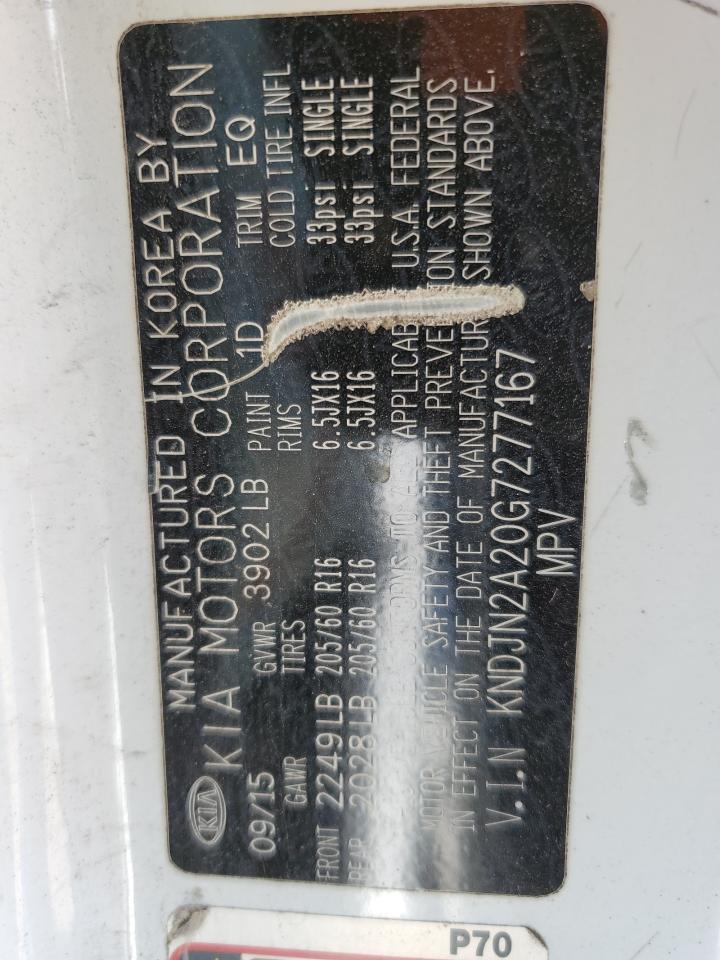 MANUFACTURED IN KOREA BY
KIA KIA MOTORS CORPORATION
09/15 GVWR 3902 LB PAINT 1D TRIM EQ
GAWR TIRES RIMS COLD TIRE INFL
FRONT 2249LB 205/60 R16 6.5JX16 33psi SINGLE
REAR 2028LB 205/60 R16 6.5JX16 33psi SINGLE
TO APPLICAB U.S.A. FEDERAL
MOTOR VEHICLE SAFETY AND THEFT PREVE ION STANDARDS
IN EFFECT ON THE DATE OF MANUFACTUR SHOWN ABOVE.
V.I.N KNDJN2A20G7277167
MPV
P70